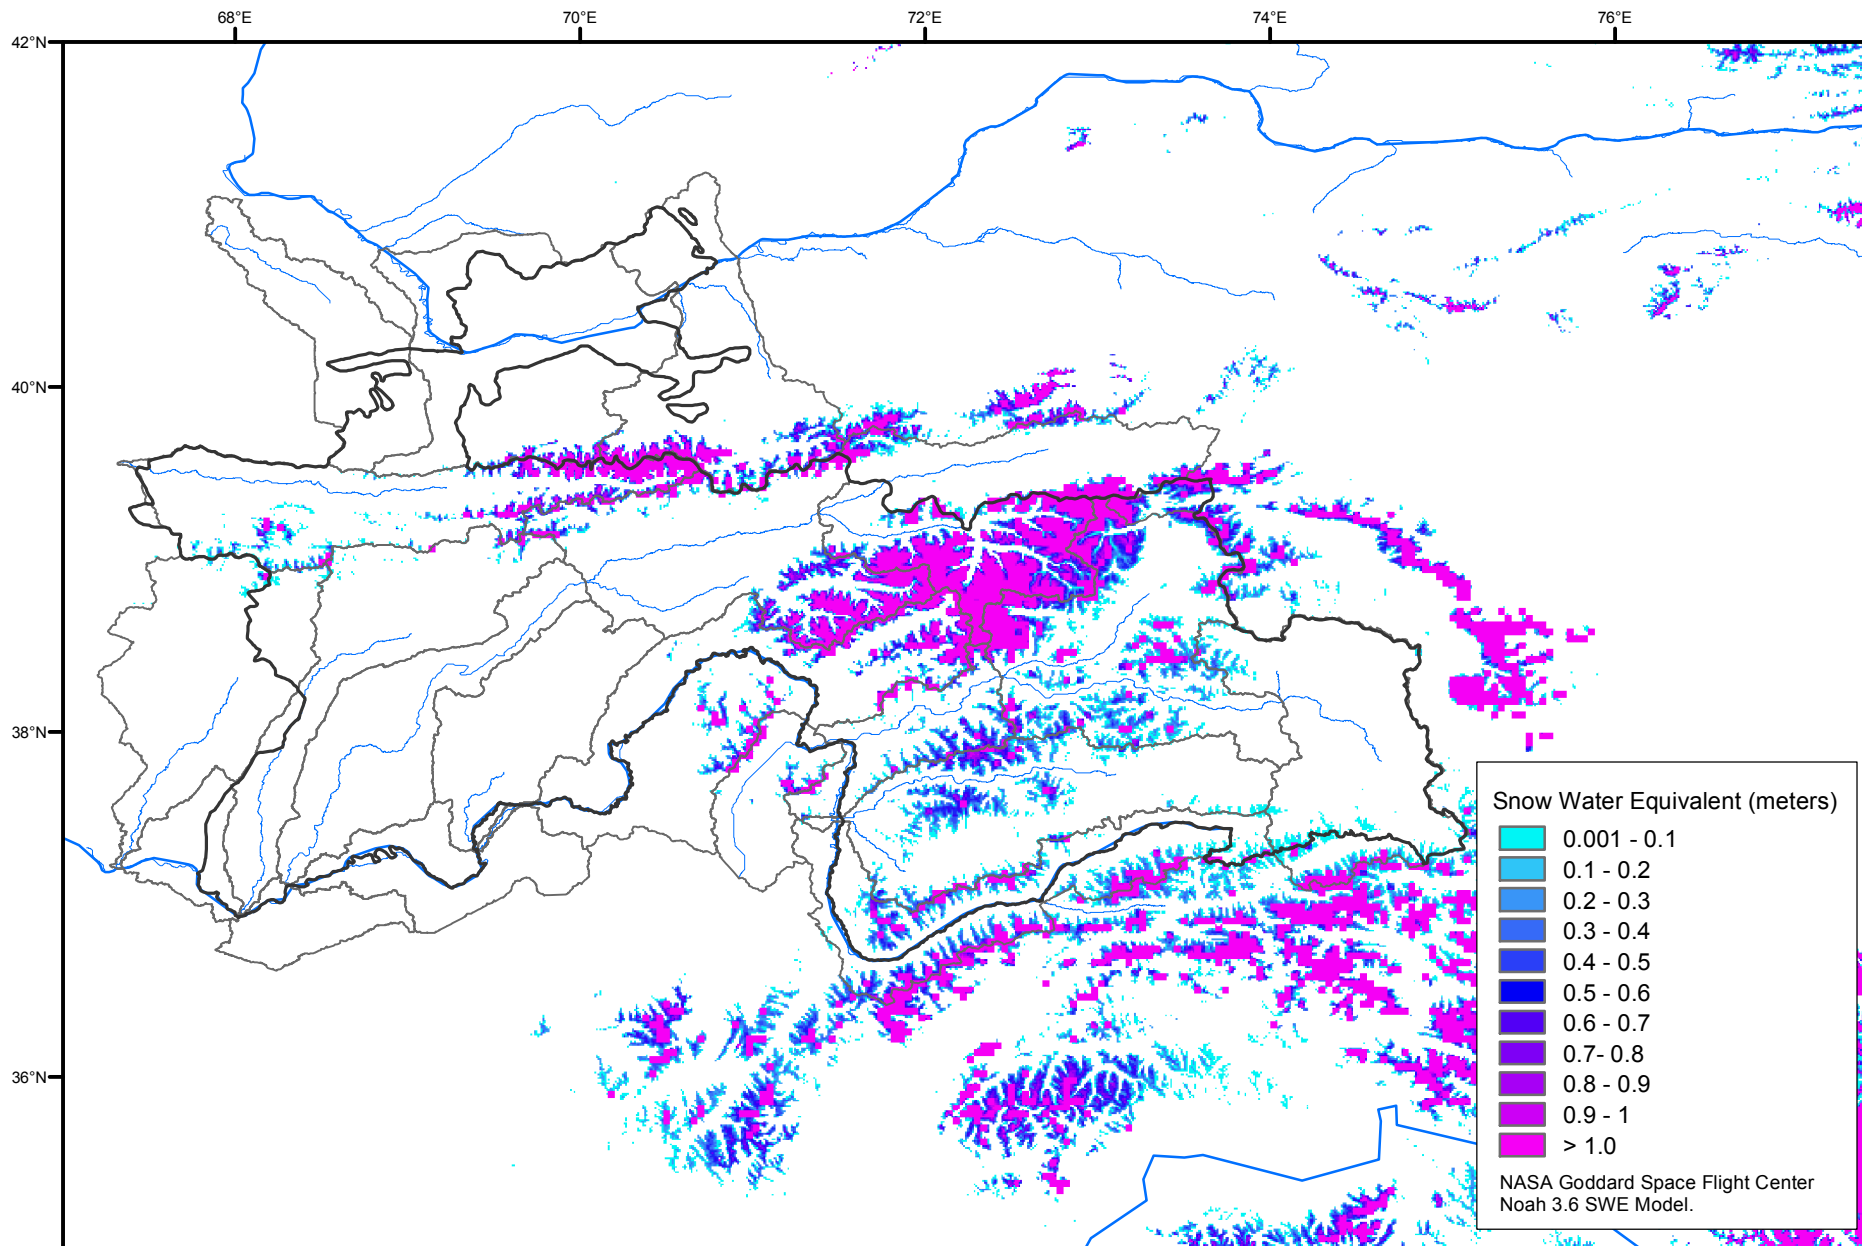 68°E
70°E
72°E
74°E
76°E
42°N
40°N
38°N
36°N
Snow Water Equivalent (meters)
0.001 - 0.1
0.1 - 0.2
0.2 - 0.3
0.3 - 0.4
0.4 - 0.5
0.5 - 0.6
0.6 - 0.7
0.7- 0.8
0.8 - 0.9
0.9 - 1
> 1.0
NASA Goddard Space Flight Center
Noah 3.6 SWE Model.